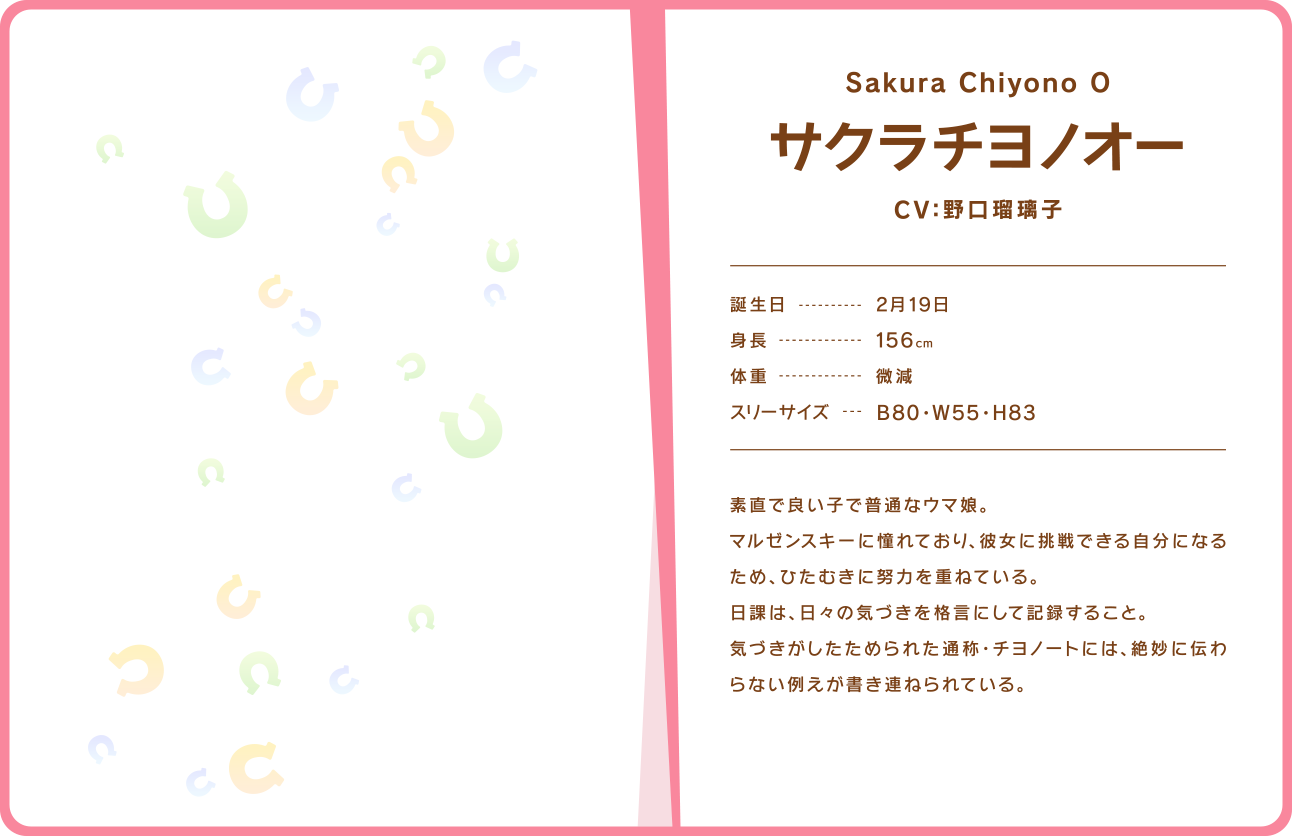 Sakura Chiyono O
サクラチヨノオー
CV:野口瑠璃子
誕生日 ---------- 2月19日
身長 ------------- 156cm
体重 ------------- 微減
スリーサイズ --- B80・W55・H83
素直で良い子で普通なウマ娘。
マルゼンスキーに憧れており、彼女に挑戦できる自分になる
ため、ひたむきに努力を重ねている。
日課は、日々の気づきを格言にして記録すること。
気づきがしたためられた通称・チヨノートには、絶妙に伝わ
らない例えが書き連ねられている。